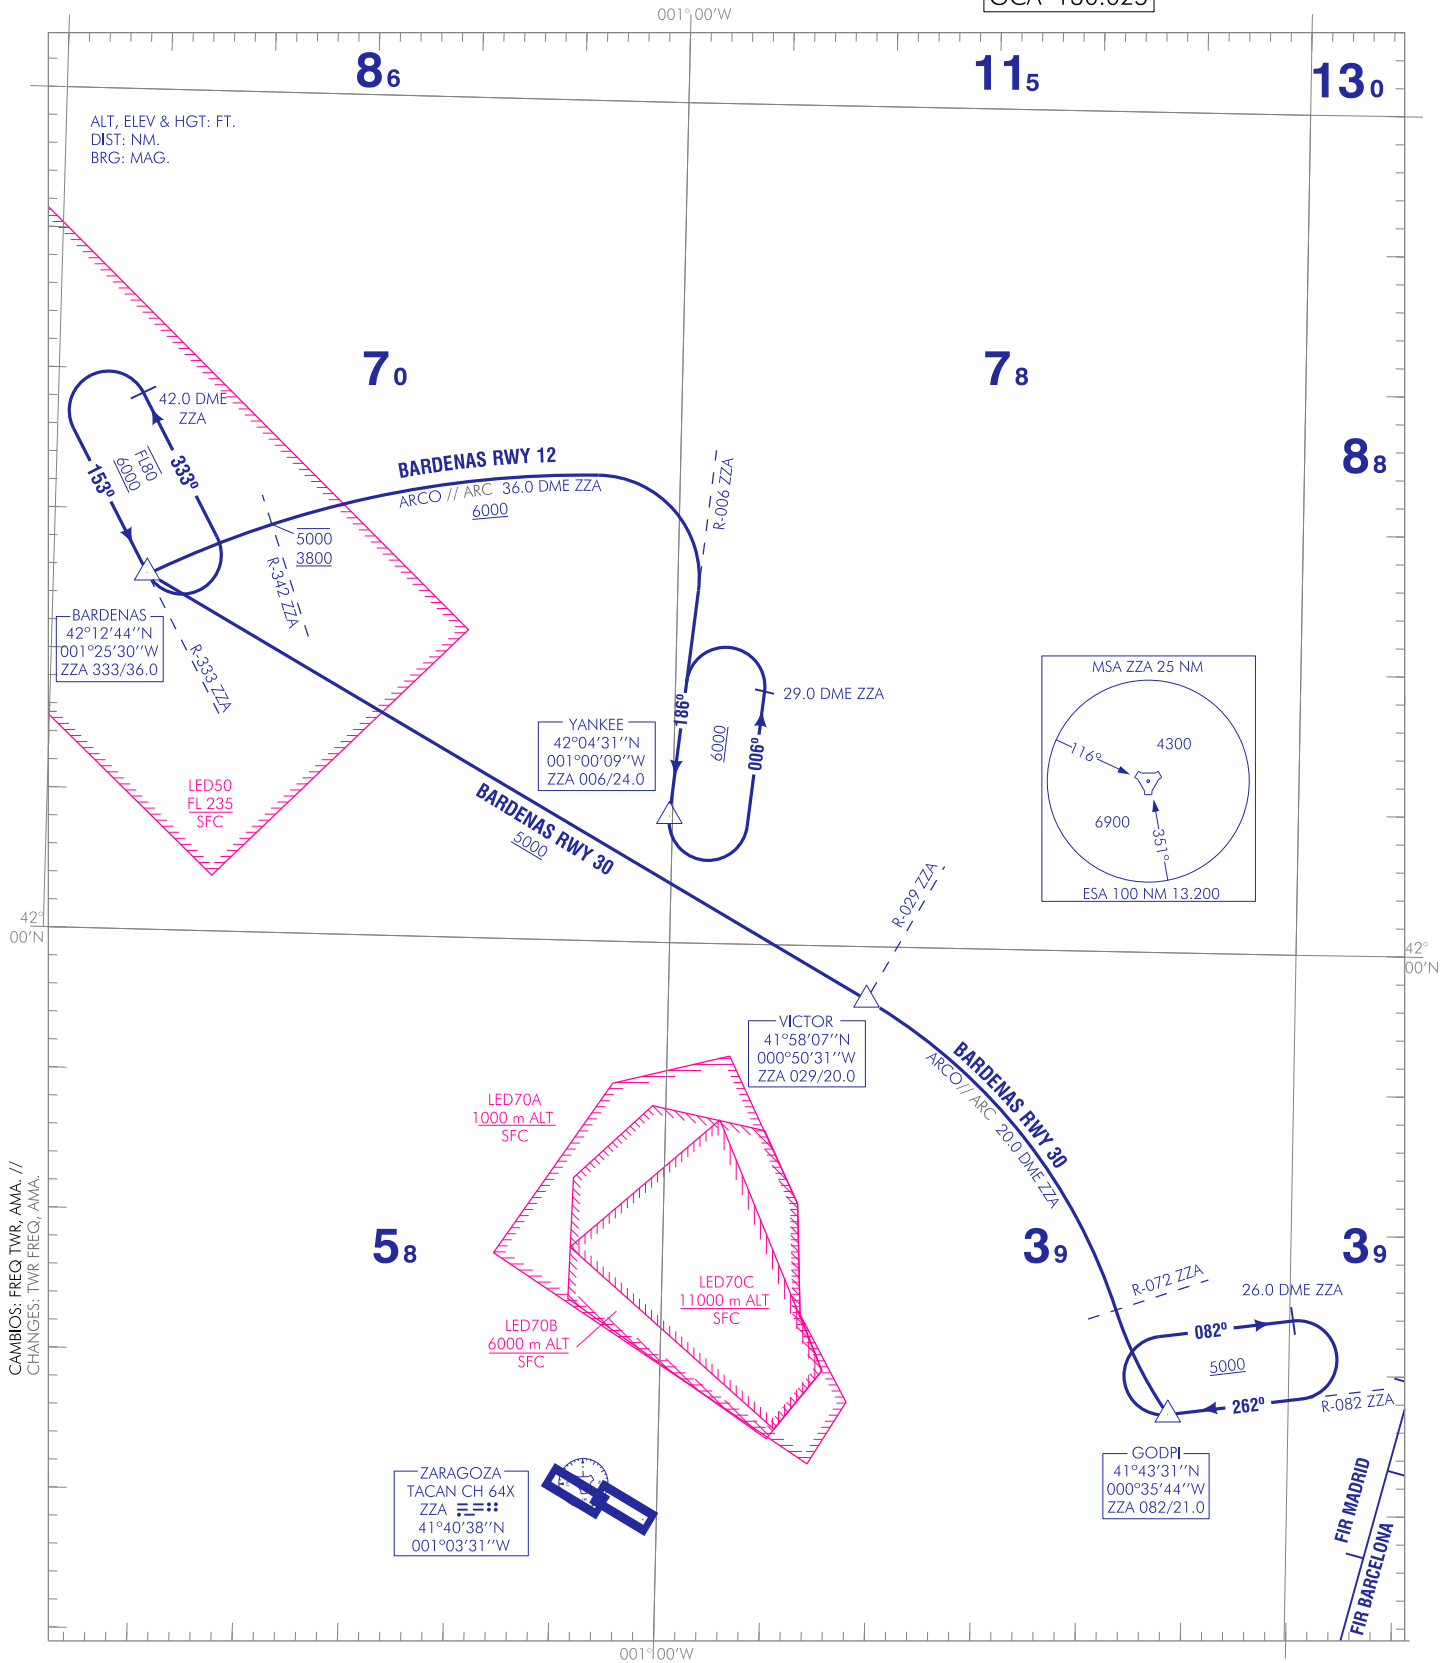 OCA 130.025
001°00'W
8₆
11₅
13₀
ALT, ELEV & HGT: FT.
DIST: NM.
BRG: MAG.
7₀
7₈
42.0 DME
ZZA
FL80
6000
153º
333º
BARDENAS RWY 12
ARCO // ARC 36.0 DME ZZA
6000
R-006 ZZA
8₈
5000
3800
R-342 ZZA
BARDENAS
42°12'44''N
001°25'30''W
ZZA 333/36.0
R-333 ZZA
MSA ZZA 25 NM
4300
116º
6900
351º
ESA 100 NM 13.200
186º
6000
006º
29.0 DME ZZA
YANKEE
42°04'31''N
001°00'09''W
ZZA 006/24.0
LED50
FL 235
SFC
BARDENAS RWY 30
5000
R-029 ZZA
42°
00'N
42°
00'N
VICTOR
41°58'07''N
000°50'31''W
ZZA 029/20.0
BARDENAS RWY 30
ARCO// ARC 20.0 DME ZZA
LED70A
1000 m ALT
SFC
5₈
3₉
3₉
LED70C
11000 m ALT
SFC
LED70B
6000 m ALT
SFC
R-072 ZZA
26.0 DME ZZA
082º
5000
262º
R-082 ZZA
GODPI
41°43'31''N
000°35'44''W
ZZA 082/21.0
ZARAGOZA
TACAN CH 64X
ZZA
41°40'38''N
001°03'31''W
FIR MADRID
FIR BARCELONA
001°00'W
CAMBIOS: FREQ TWR, AMA. //
CHANGES: TWR FREQ, AMA.